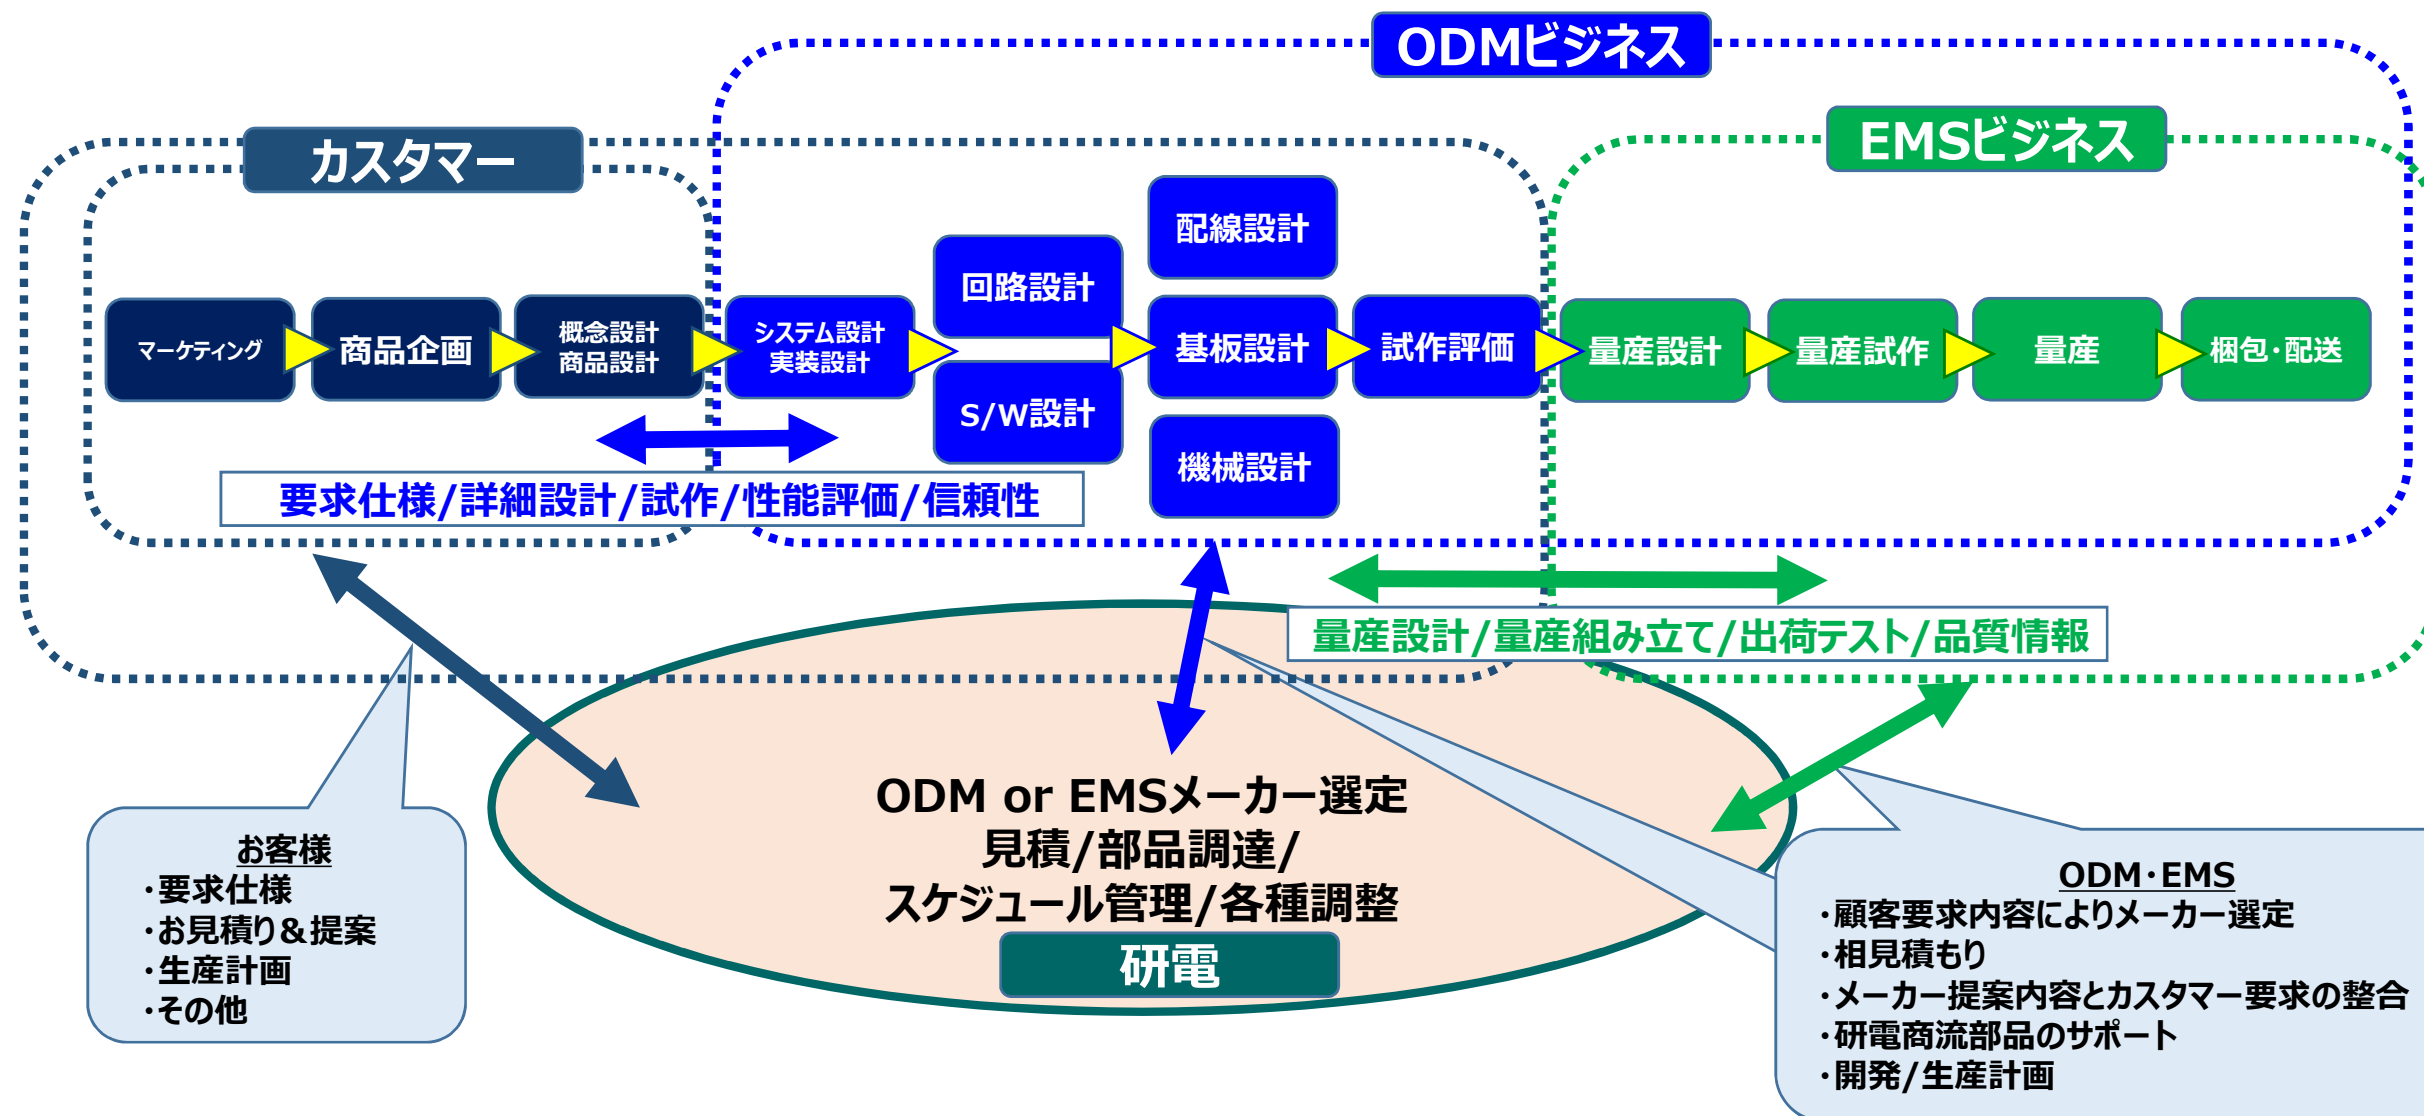 ODMビジネス
EMSビジネス
カスタマー
マーケティング
商品企画
概念設計
商品設計
システム設計
実装設計
回路設計
S/W設計
配線設計
基板設計
機械設計
試作評価
量産設計
量産試作
量産
梱包・配送
要求仕様/詳細設計/試作/性能評価/信頼性
量産設計/量産組み立て/出荷テスト/品質情報
ODM or EMSメーカー選定
見積/部品調達/
スケジュール管理/各種調整
研電
お客様
・要求仕様
・お見積り&提案
・生産計画
・その他
ODM・EMS
・顧客要求内容によりメーカー選定
・相見積もり
・メーカー提案内容とカスタマー要求の整合
・研電商流部品のサポート
・開発/生産計画